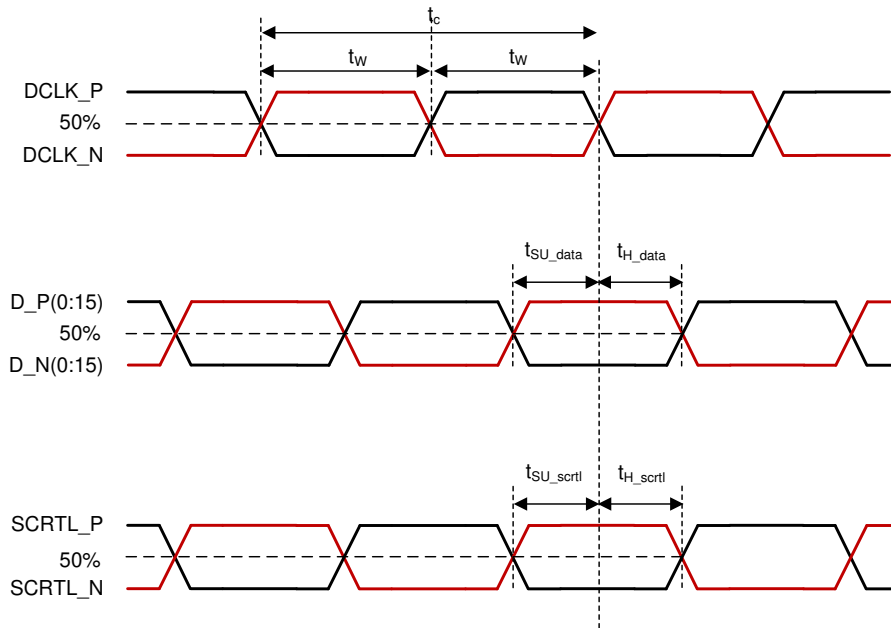 t_c
t_W t_W
DCLK_P
50%
DCLK_N
t_SU_data t_H_data
D_P(0:15)
50%
D_N(0:15)
t_SU_scrtl t_H_scrtl
SCRTL_P
50%
SCRTL_N